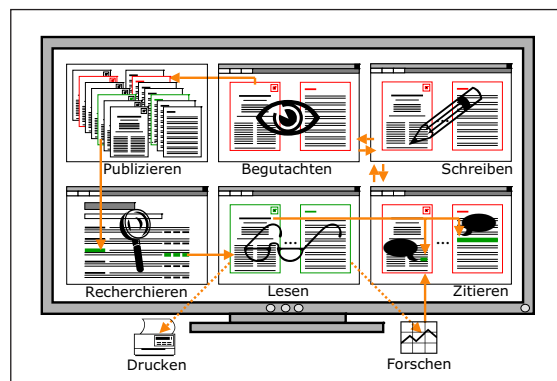 Publizieren
Begutachten
Schreiben
Recherchieren
Lesen
Zitieren
Drucken
Forschen